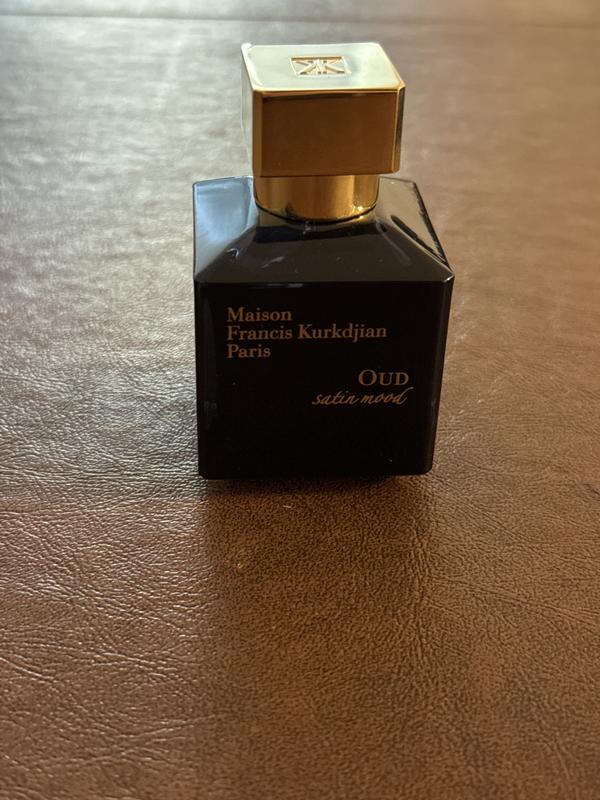 Maison
Francis Kurkdjian
Paris
OUD
satin mood